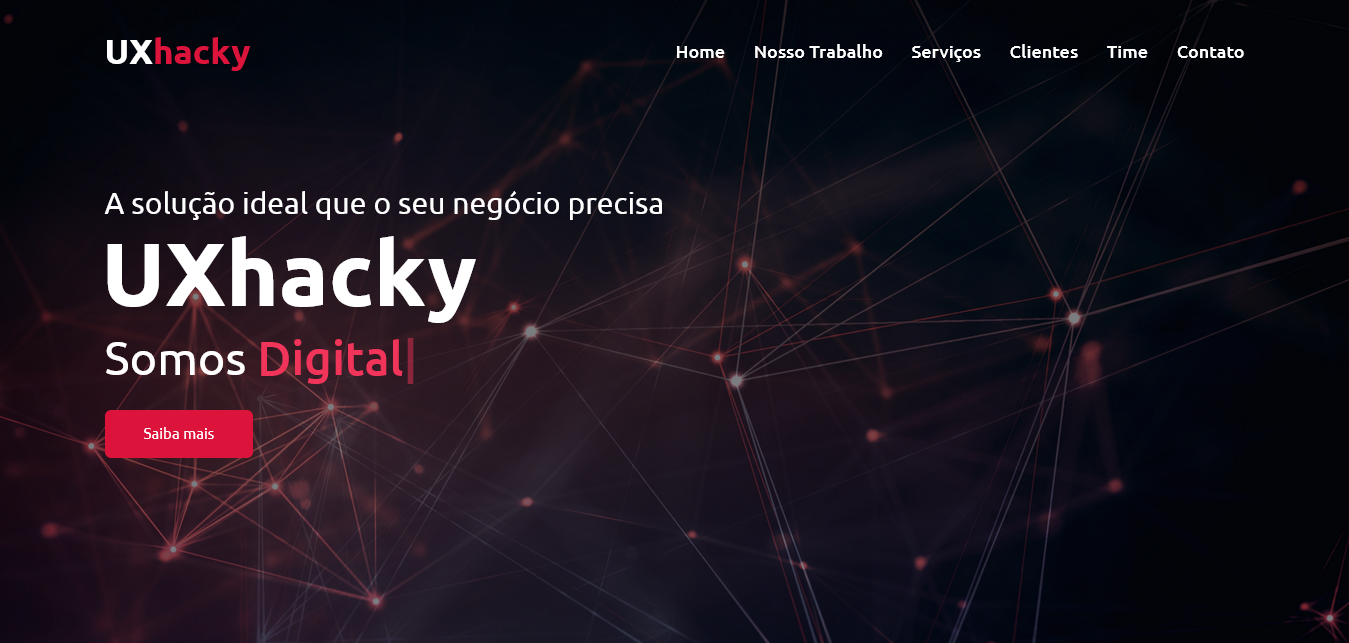 UXhacky
Home Nosso Trabalho Serviços Clientes Time Contato
A solução ideal que o seu negócio precisa
UXhacky
Somos Digital|
Saiba mais